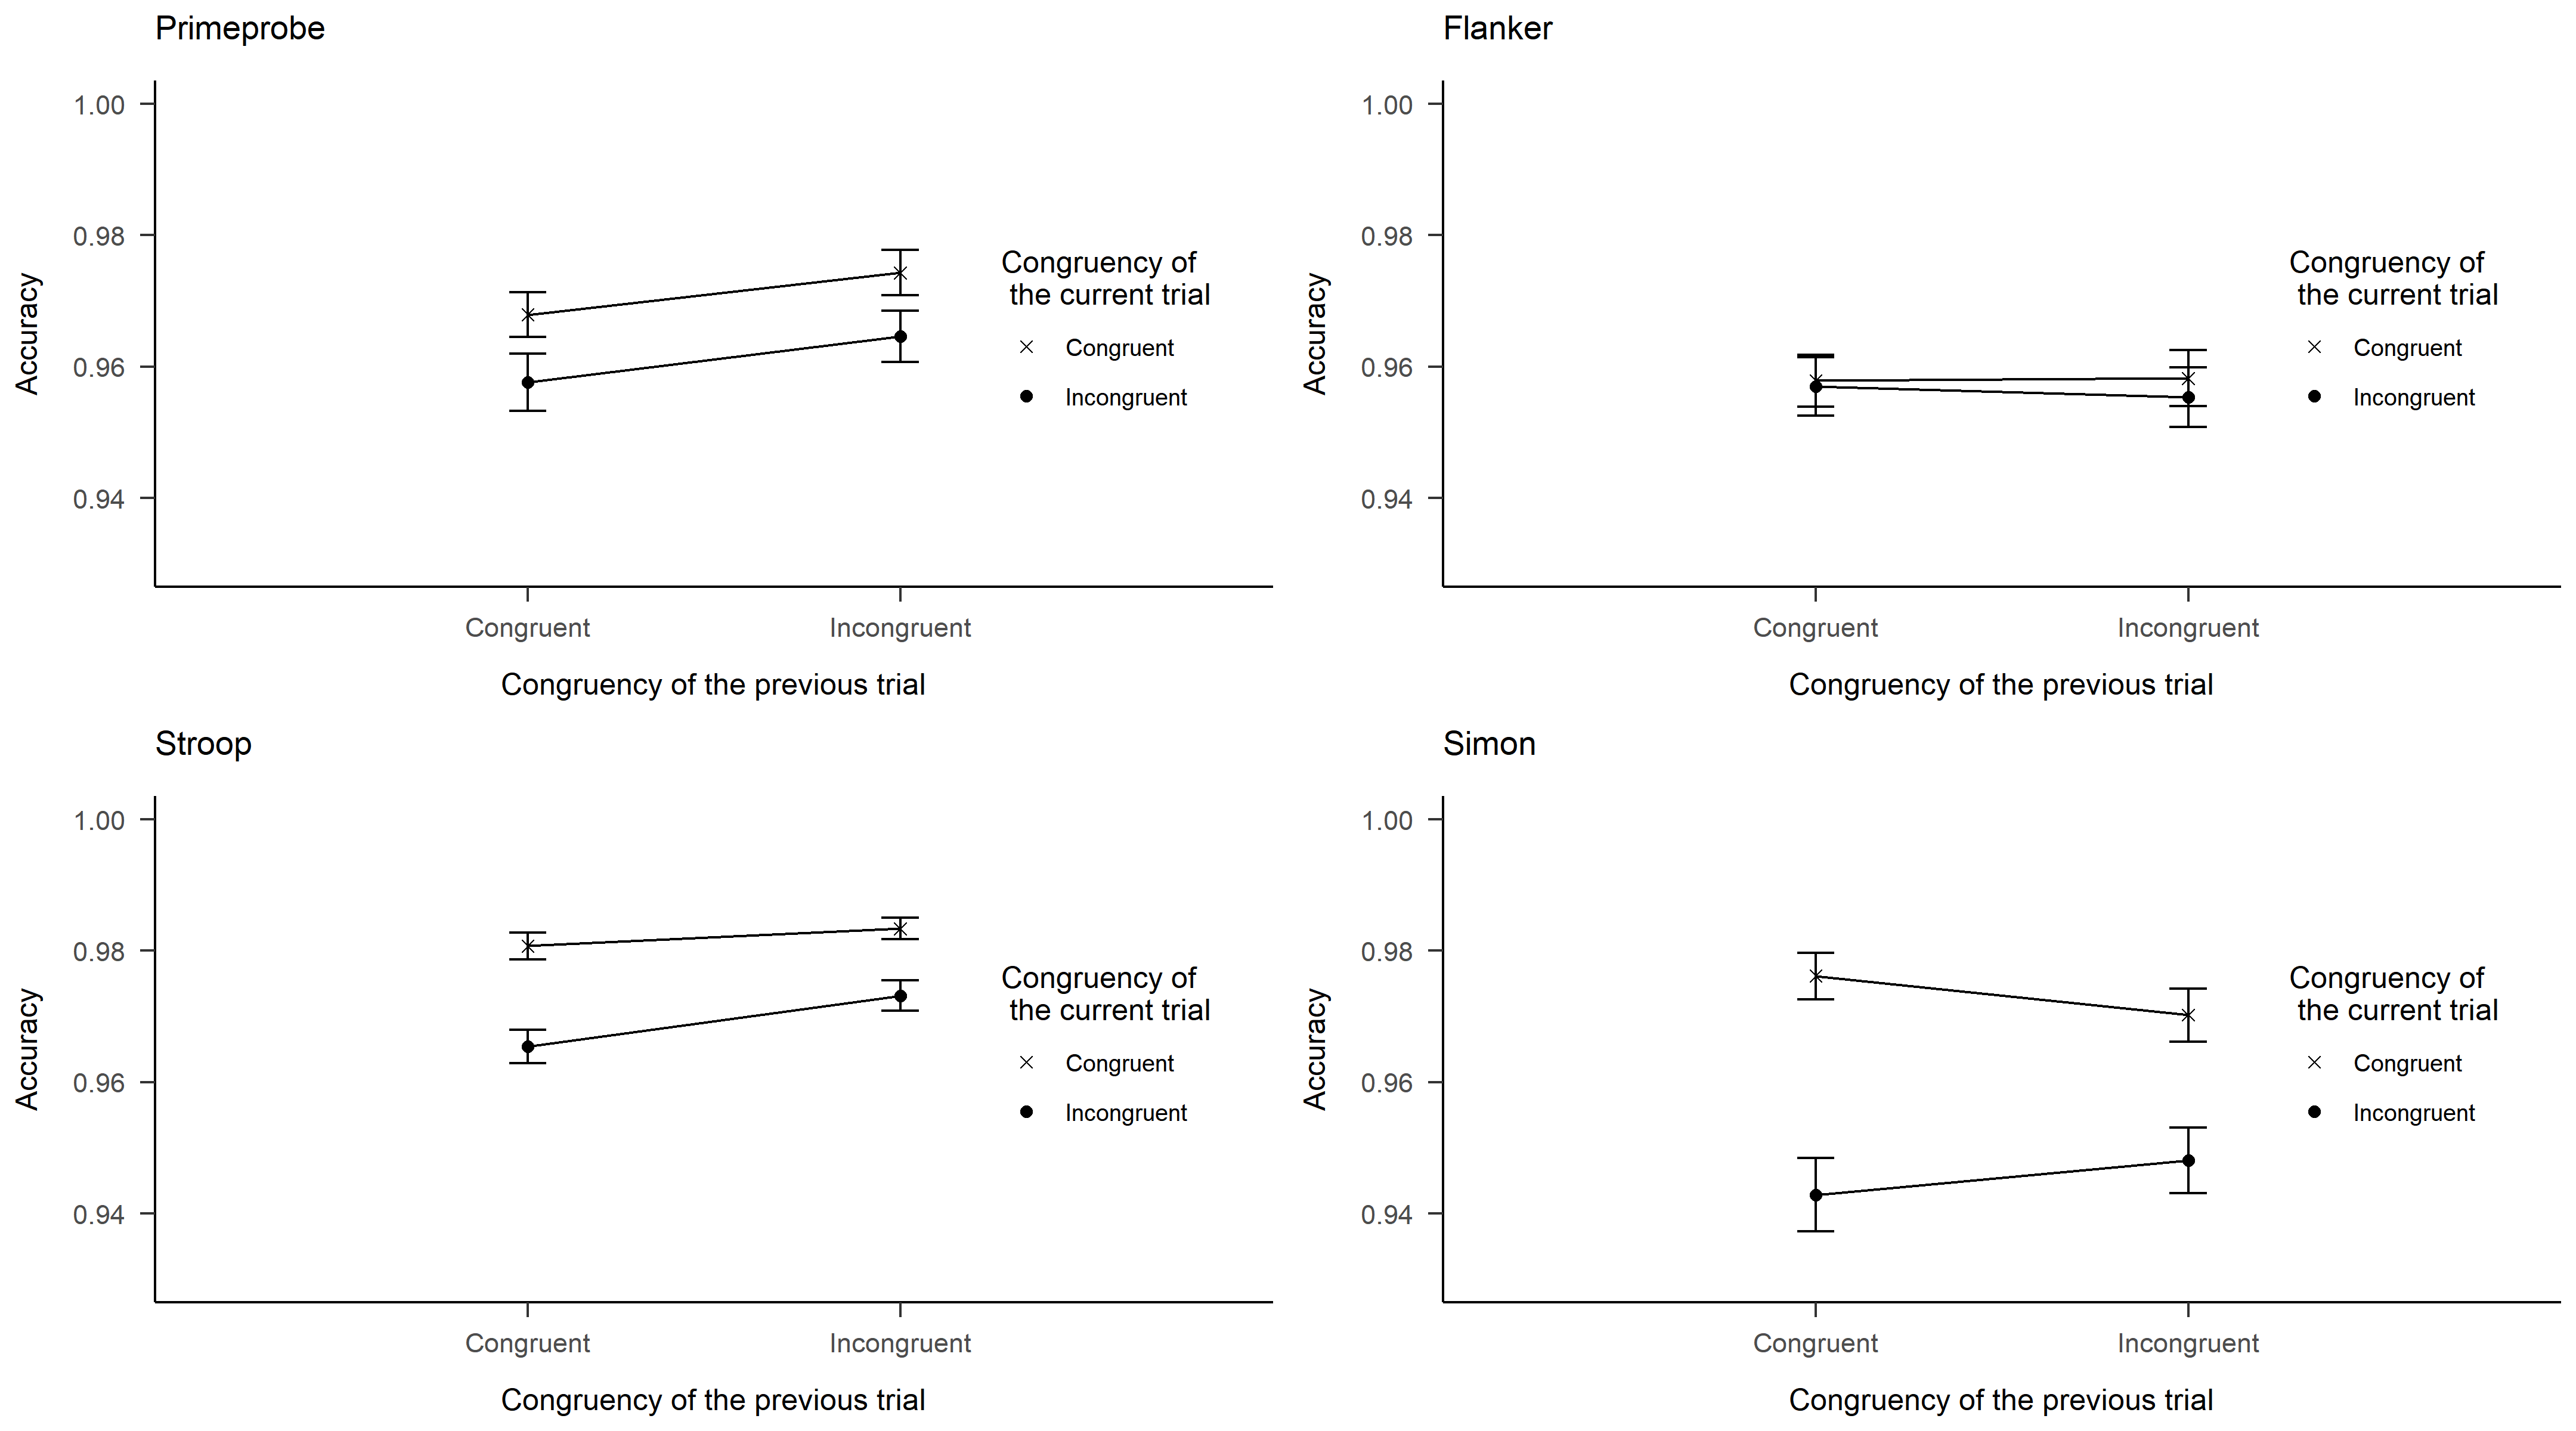 Primeprobe
1.00
0.98
0.96
0.94
Accuracy
Congruent
Incongruent
Congruency of the previous trial
Congruency of
the current trial
Congruent
Incongruent
Flanker
1.00
0.98
0.96
0.94
Accuracy
Congruent
Incongruent
Congruency of the previous trial
Congruency of
the current trial
Congruent
Incongruent
Stroop
1.00
0.98
0.96
0.94
Accuracy
Congruent
Incongruent
Congruency of the previous trial
Congruency of
the current trial
Congruent
Incongruent
Simon
1.00
0.98
0.96
0.94
Accuracy
Congruent
Incongruent
Congruency of the previous trial
Congruency of
the current trial
Congruent
Incongruent